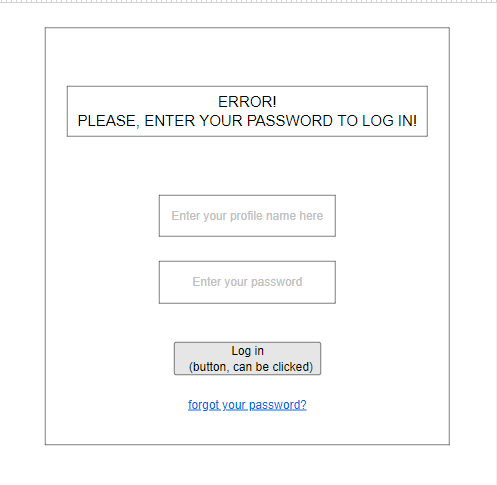 ERROR!
PLEASE, ENTER YOUR PASSWORD TO LOG IN!
Enter your profile name here
Enter your password
Log in
(button, can be clicked)
forgot your password?